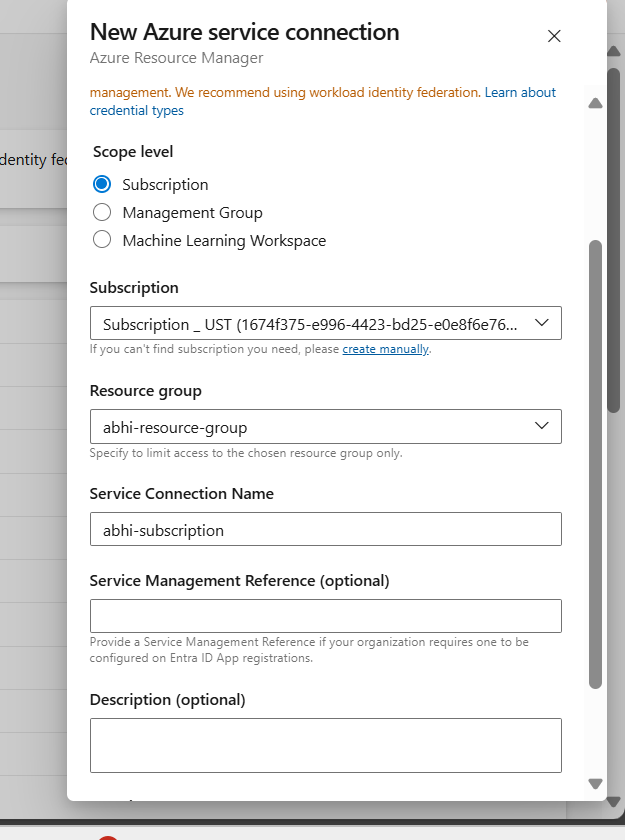 New Azure service connection
Azure Resource Manager
management. We recommend using workload identity federation. Learn about
credential types
dentity fe
Scope level
Subscription
Management Group
Machine Learning Workspace
Subscription
Subscription _ UST (1674f375-e996-4423-bd25-e0e8f6e76...
If you can't find subscription you need, please create manually.
Resource group
abhi-resource-group
Specify to limit access to the chosen resource group only.
Service Connection Name
abhi-subscription
Service Management Reference (optional)
Provide a Service Management Reference if your organization requires one to be
configured on Entra ID App registrations.
Description (optional)